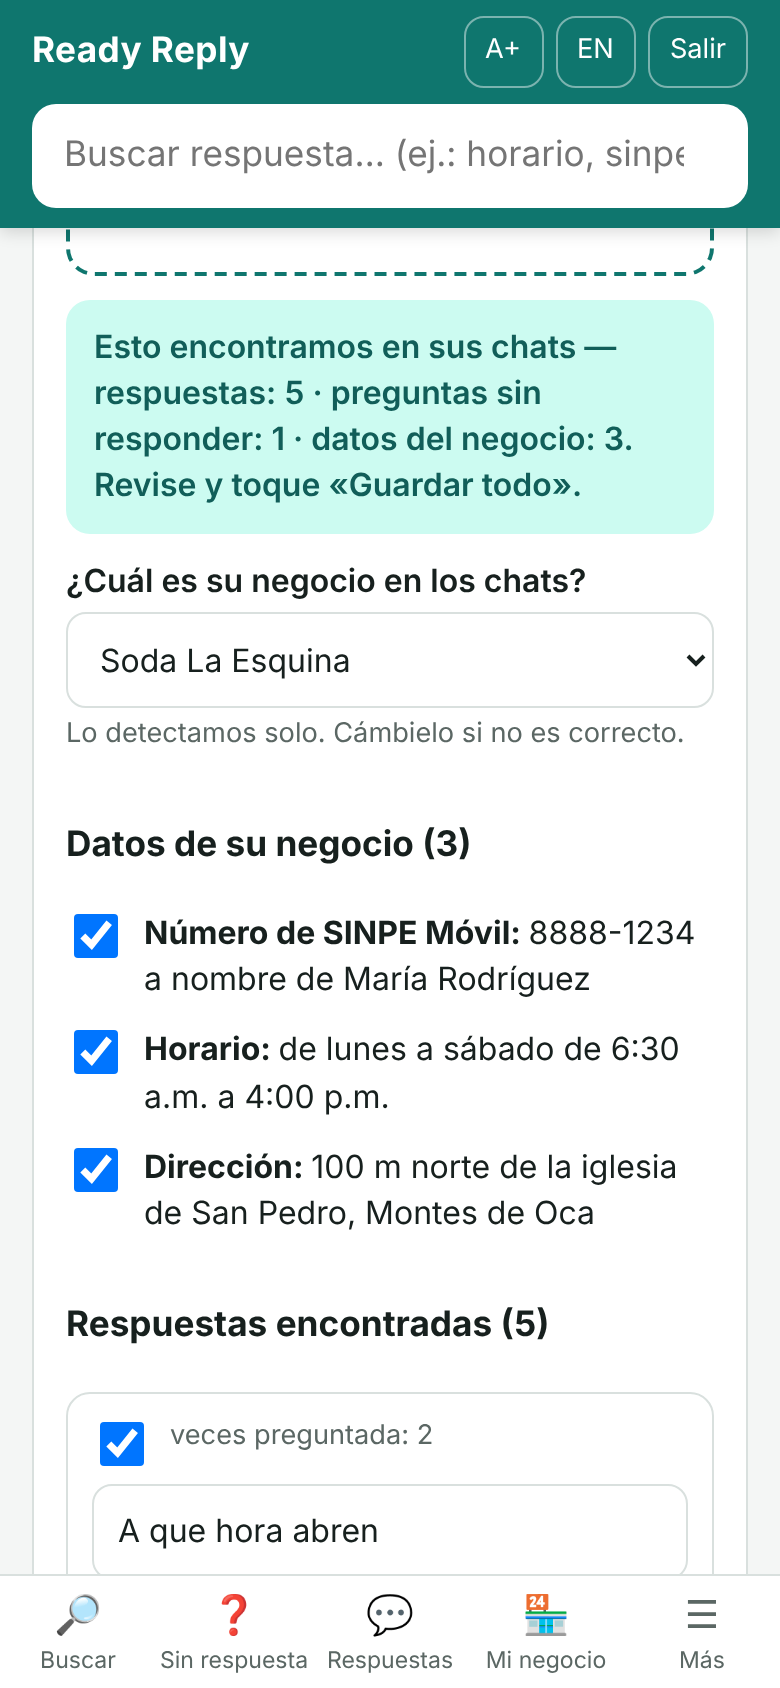 Ready Reply
A+
EN
Salir
Buscar respuesta... (ej.: horario, sinpe
Esto encontramos en sus chats —
respuestas: 5 · preguntas sin
responder: 1 · datos del negocio: 3.
Revise y toque «Guardar todo».
¿Cuál es su negocio en los chats?
Soda La Esquina
Lo detectamos solo. Cámbielo si no es correcto.
Datos de su negocio (3)
Número de SINPE Móvil: 8888-1234
a nombre de María Rodríguez
Horario: de lunes a sábado de 6:30
a.m. a 4:00 p.m.
Dirección: 100 m norte de la iglesia
de San Pedro, Montes de Oca
Respuestas encontradas (5)
veces preguntada: 2
A que hora abren
24
Buscar
Sin respuesta
Respuestas
Mi negocio
Más